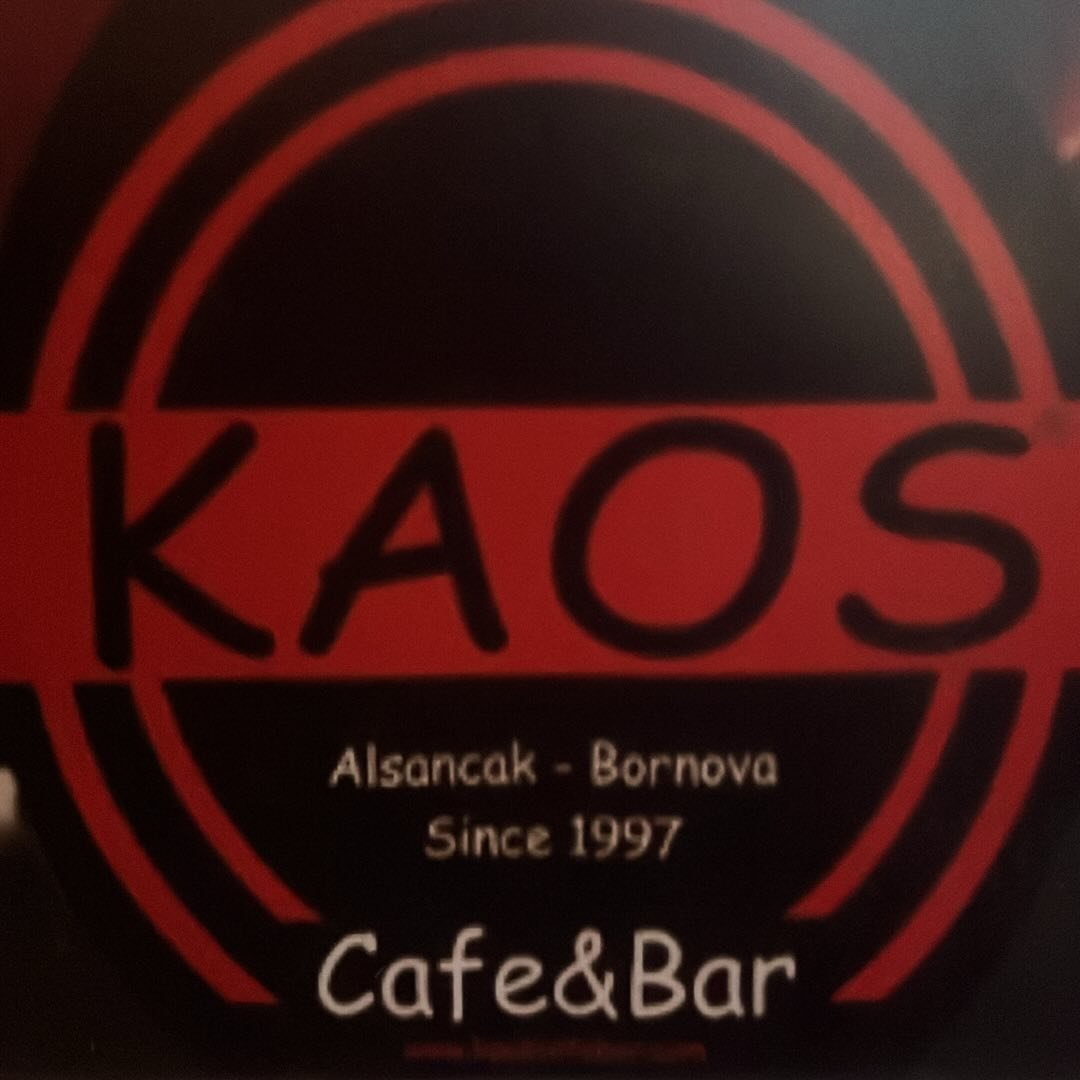 KAOS
Alsancak - Bornova
Since 1997
Cafe&Bar